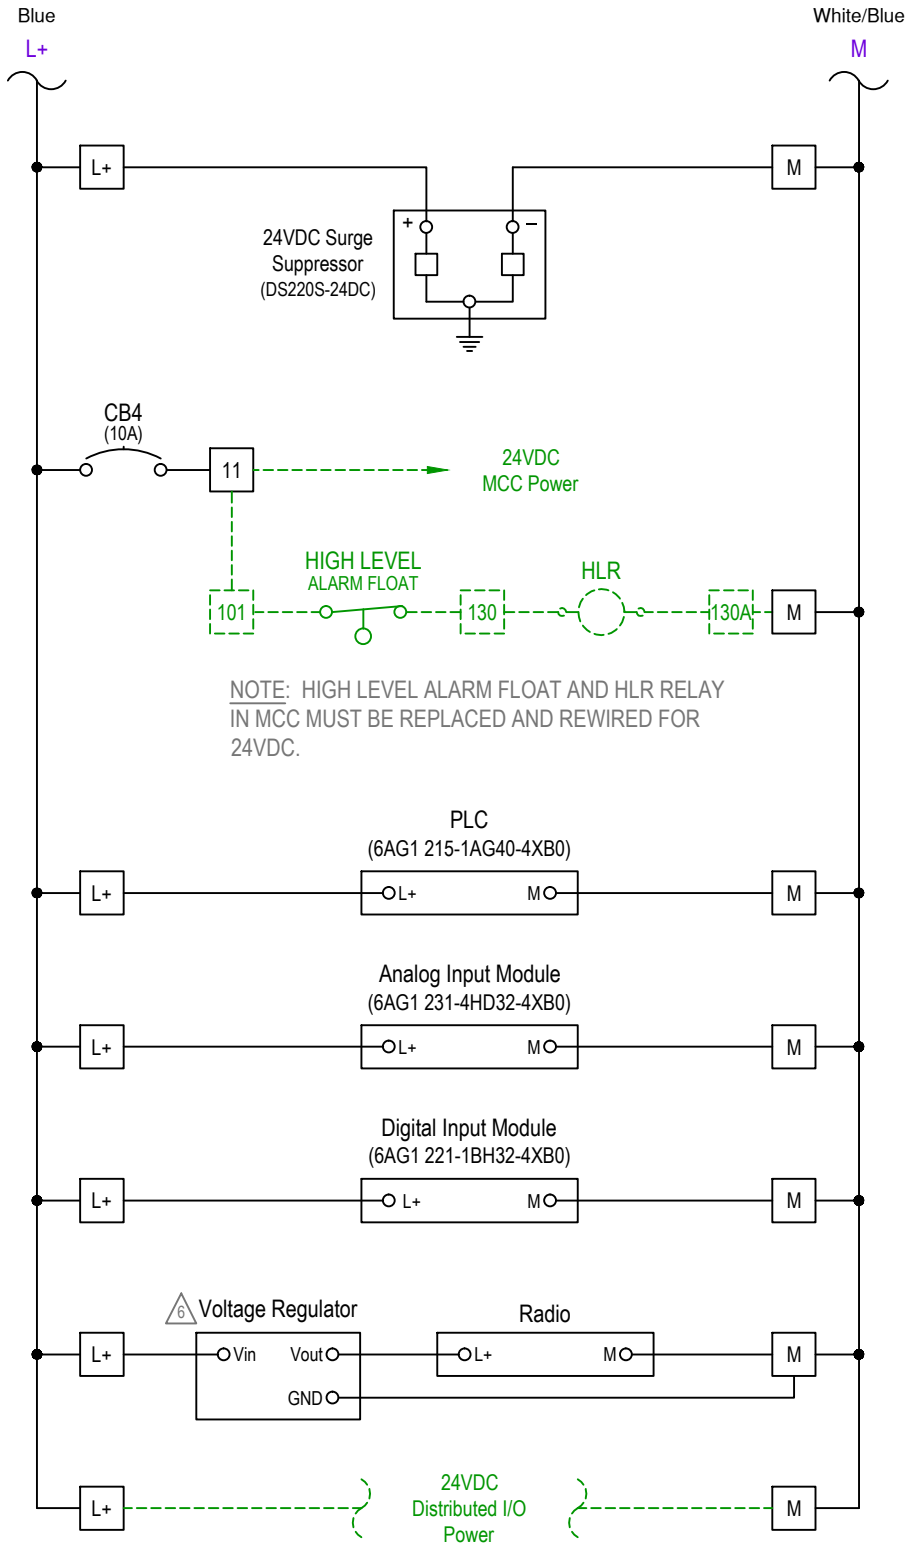 Blue
White/Blue
L+
M
L+
M
+
−
24VDC Surge
Suppressor
(DS220S-24DC)
CB4
(10A)
11
24VDC
MCC Power
HIGH LEVEL
ALARM FLOAT
HLR
101
130
130A
M
NOTE: HIGH LEVEL ALARM FLOAT AND HLR RELAY
IN MCC MUST BE REPLACED AND REWIRED FOR
24VDC.
PLC
(6AG1 215-1AG40-4XB0)
L+
L+
M
M
Analog Input Module
(6AG1 231-4HD32-4XB0)
L+
L+
M
M
Digital Input Module
(6AG1 221-1BH32-4XB0)
L+
L+
M
M
6
Voltage Regulator
Radio
L+
Vin
Vout
L+
M
M
GND
L+
24VDC
Distributed I/O
Power
M